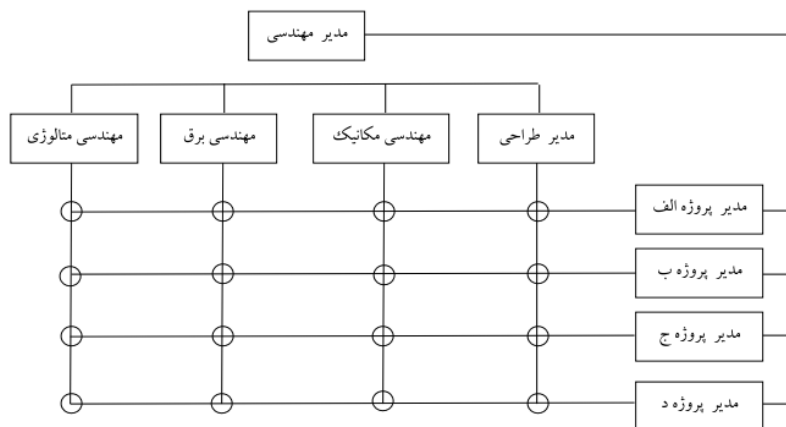 مدیر مهندسی
مدیر طراحی
مهندسی مکانیک
مهندسی برق
مهندسی متالوژی
مدیر پروژه الف
مدیر پروژه ب
مدیر پروژه ج
مدیر پروژه د